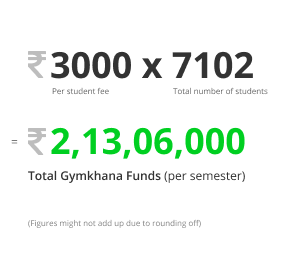 ₹ 3000 x 7102
Per student fee Total number of students
= ₹ 2,13,06,000
Total Gymkhana Funds (per semester)
(Figures might not add up due to rounding off)